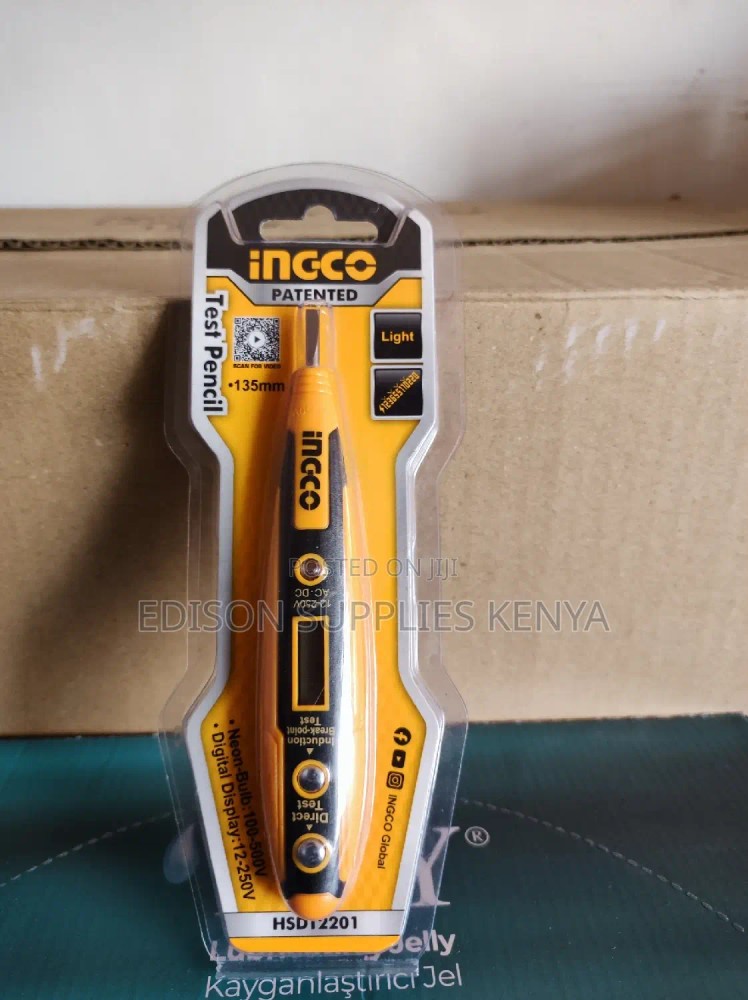 INGCO
PATENTED
Test Pencil
SCAN FOR VIDEO
•135mm
Light
INGCO
12-250V
AC·DC
POSTED ON JIJI
EDISON SUPPLIES KENYA
Induction
Break-point
Test
Direct
Test
• Neon-Bulb:100-500V
• Digital Display:12-250V
INGCO Global
HSDT2201
®
Jelly
Kayganlaştırıcı Jel